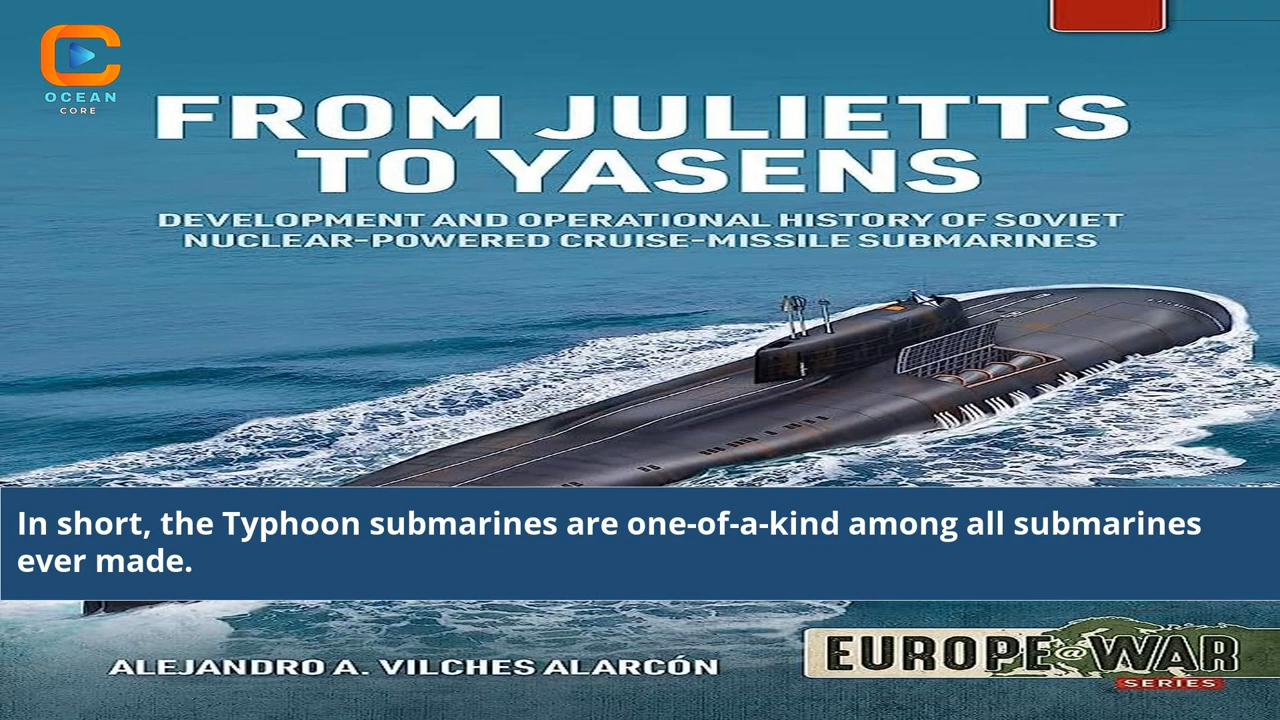 OCEAN
CORE
FROM JULIETTS
TO YASENS
DEVELOPMENT AND OPERATIONAL HISTORY OF SOVIET
NUCLEAR-POWERED CRUISE-MISSILE SUBMARINES
In short, the Typhoon submarines are one-of-a-kind among all submarines
ever made.
ALEJANDRO A. VILCHES ALARCÓN
EUROPE@WAR
SERIES